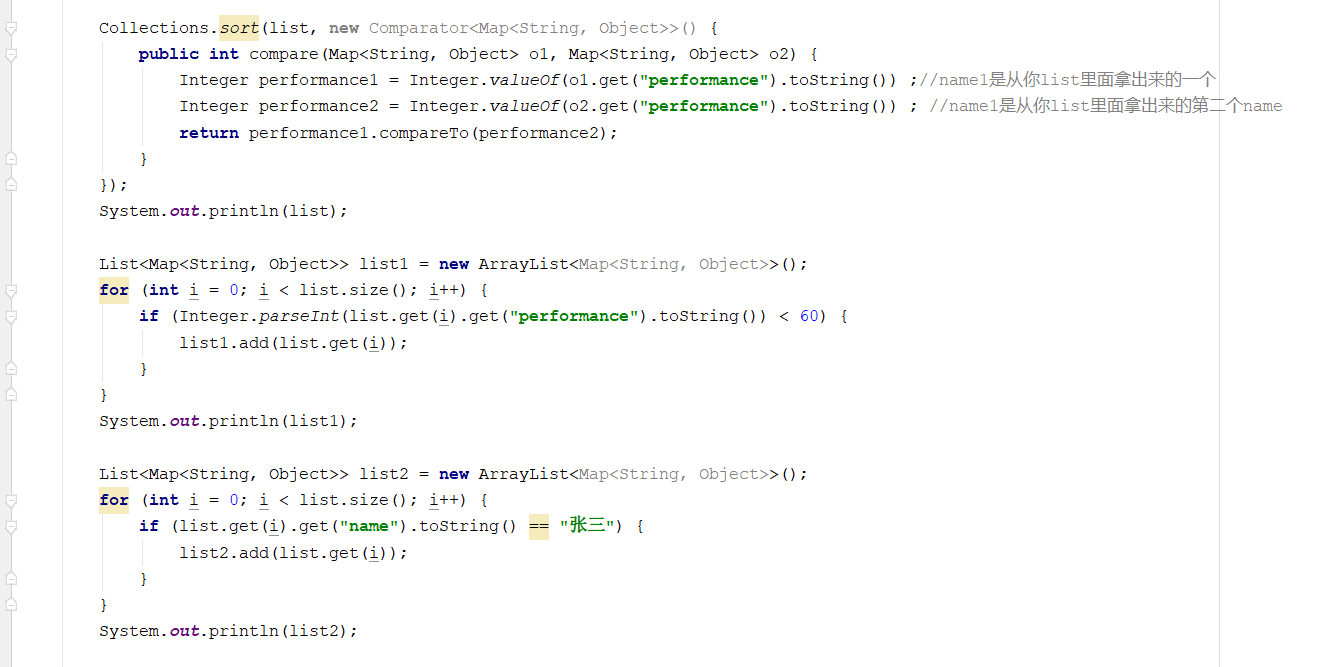 Collections.sort(list, new Comparator<Map<String, Object>>() {
    public int compare(Map<String, Object> o1, Map<String, Object> o2) {
        Integer performance1 = Integer.valueOf(o1.get("performance").toString()) ;//name1是从你list里面拿出来的一个
        Integer performance2 = Integer.valueOf(o2.get("performance").toString()) ; //name1是从你list里面拿出来的第二个name
        return performance1.compareTo(performance2);
    }
});
System.out.println(list);

List<Map<String, Object>> list1 = new ArrayList<Map<String, Object>>();
for (int i = 0; i < list.size(); i++) {
    if (Integer.parseInt(list.get(i).get("performance").toString()) < 60) {
        list1.add(list.get(i));
    }
}
System.out.println(list1);

List<Map<String, Object>> list2 = new ArrayList<Map<String, Object>>();
for (int i = 0; i < list.size(); i++) {
    if (list.get(i).get("name").toString() == "张三") {
        list2.add(list.get(i));
    }
}
System.out.println(list2);